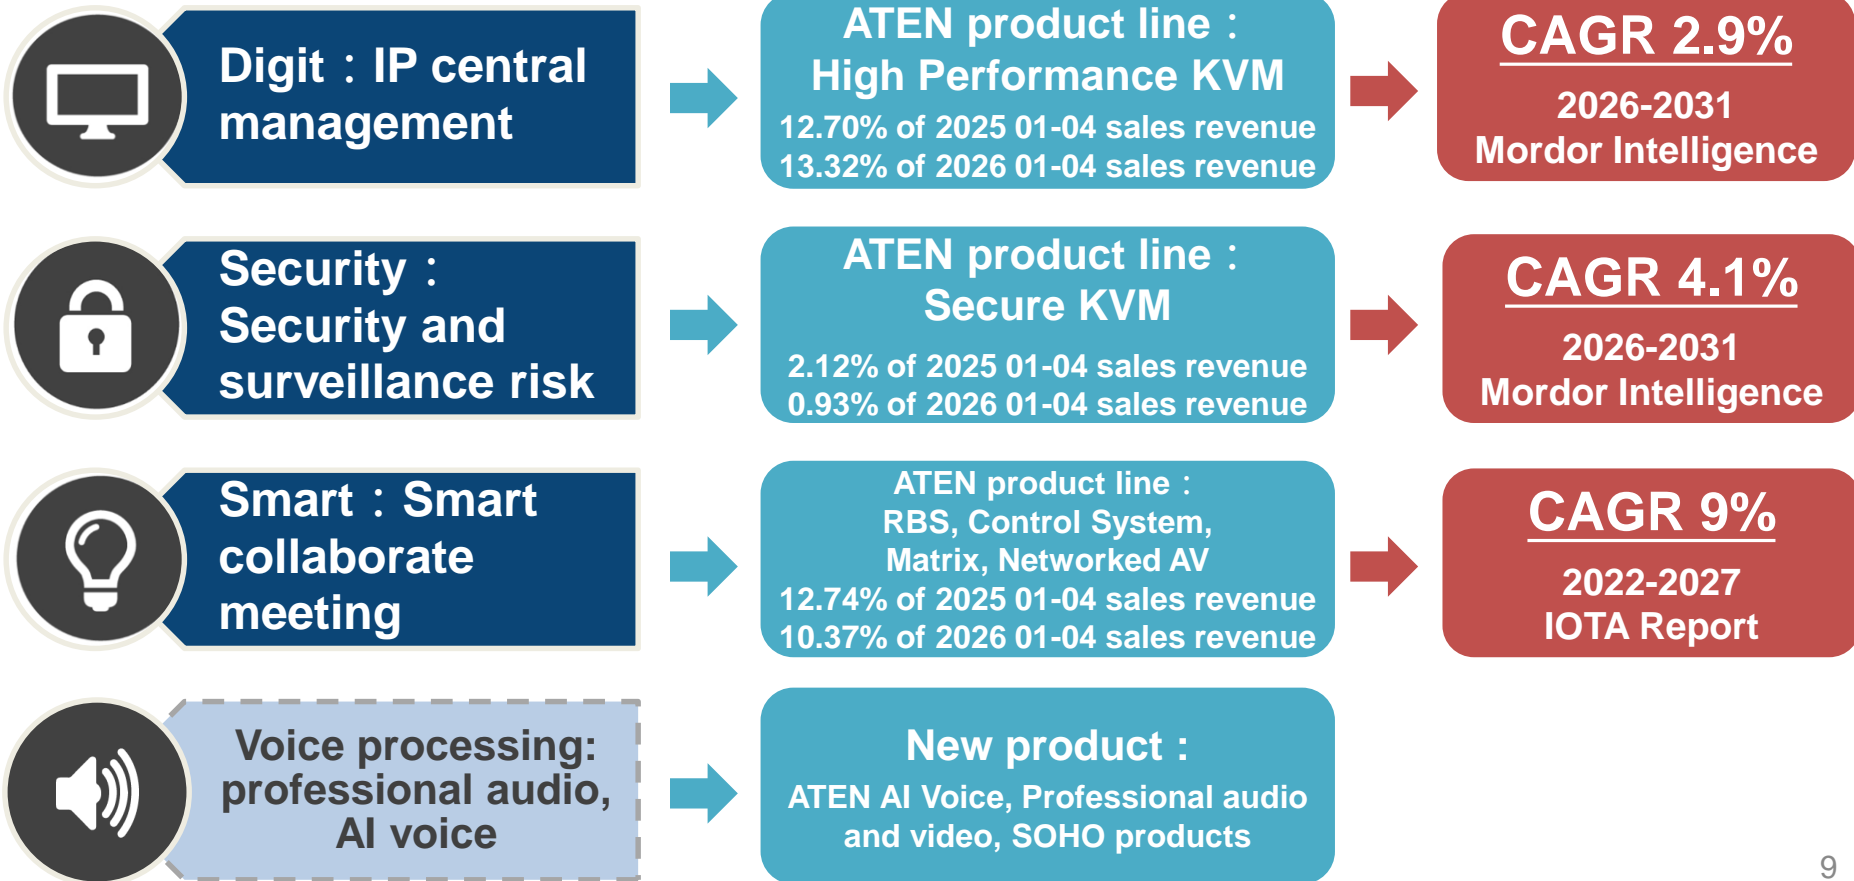 Digit：IP central
management
ATEN product line：
High Performance KVM
12.70% of 2025 01-04 sales revenue
13.32% of 2026 01-04 sales revenue
CAGR 2.9%
2026-2031
Mordor Intelligence
Security：
Security and
surveillance risk
ATEN product line：
Secure KVM
2.12% of 2025 01-04 sales revenue
0.93% of 2026 01-04 sales revenue
CAGR 4.1%
2026-2031
Mordor Intelligence
Smart：Smart
collaborate
meeting
ATEN product line：
RBS, Control System,
Matrix, Networked AV
12.74% of 2025 01-04 sales revenue
10.37% of 2026 01-04 sales revenue
CAGR 9%
2022-2027
IOTA Report
Voice processing:
professional audio,
AI voice
New product：
ATEN AI Voice, Professional audio
and video, SOHO products
9